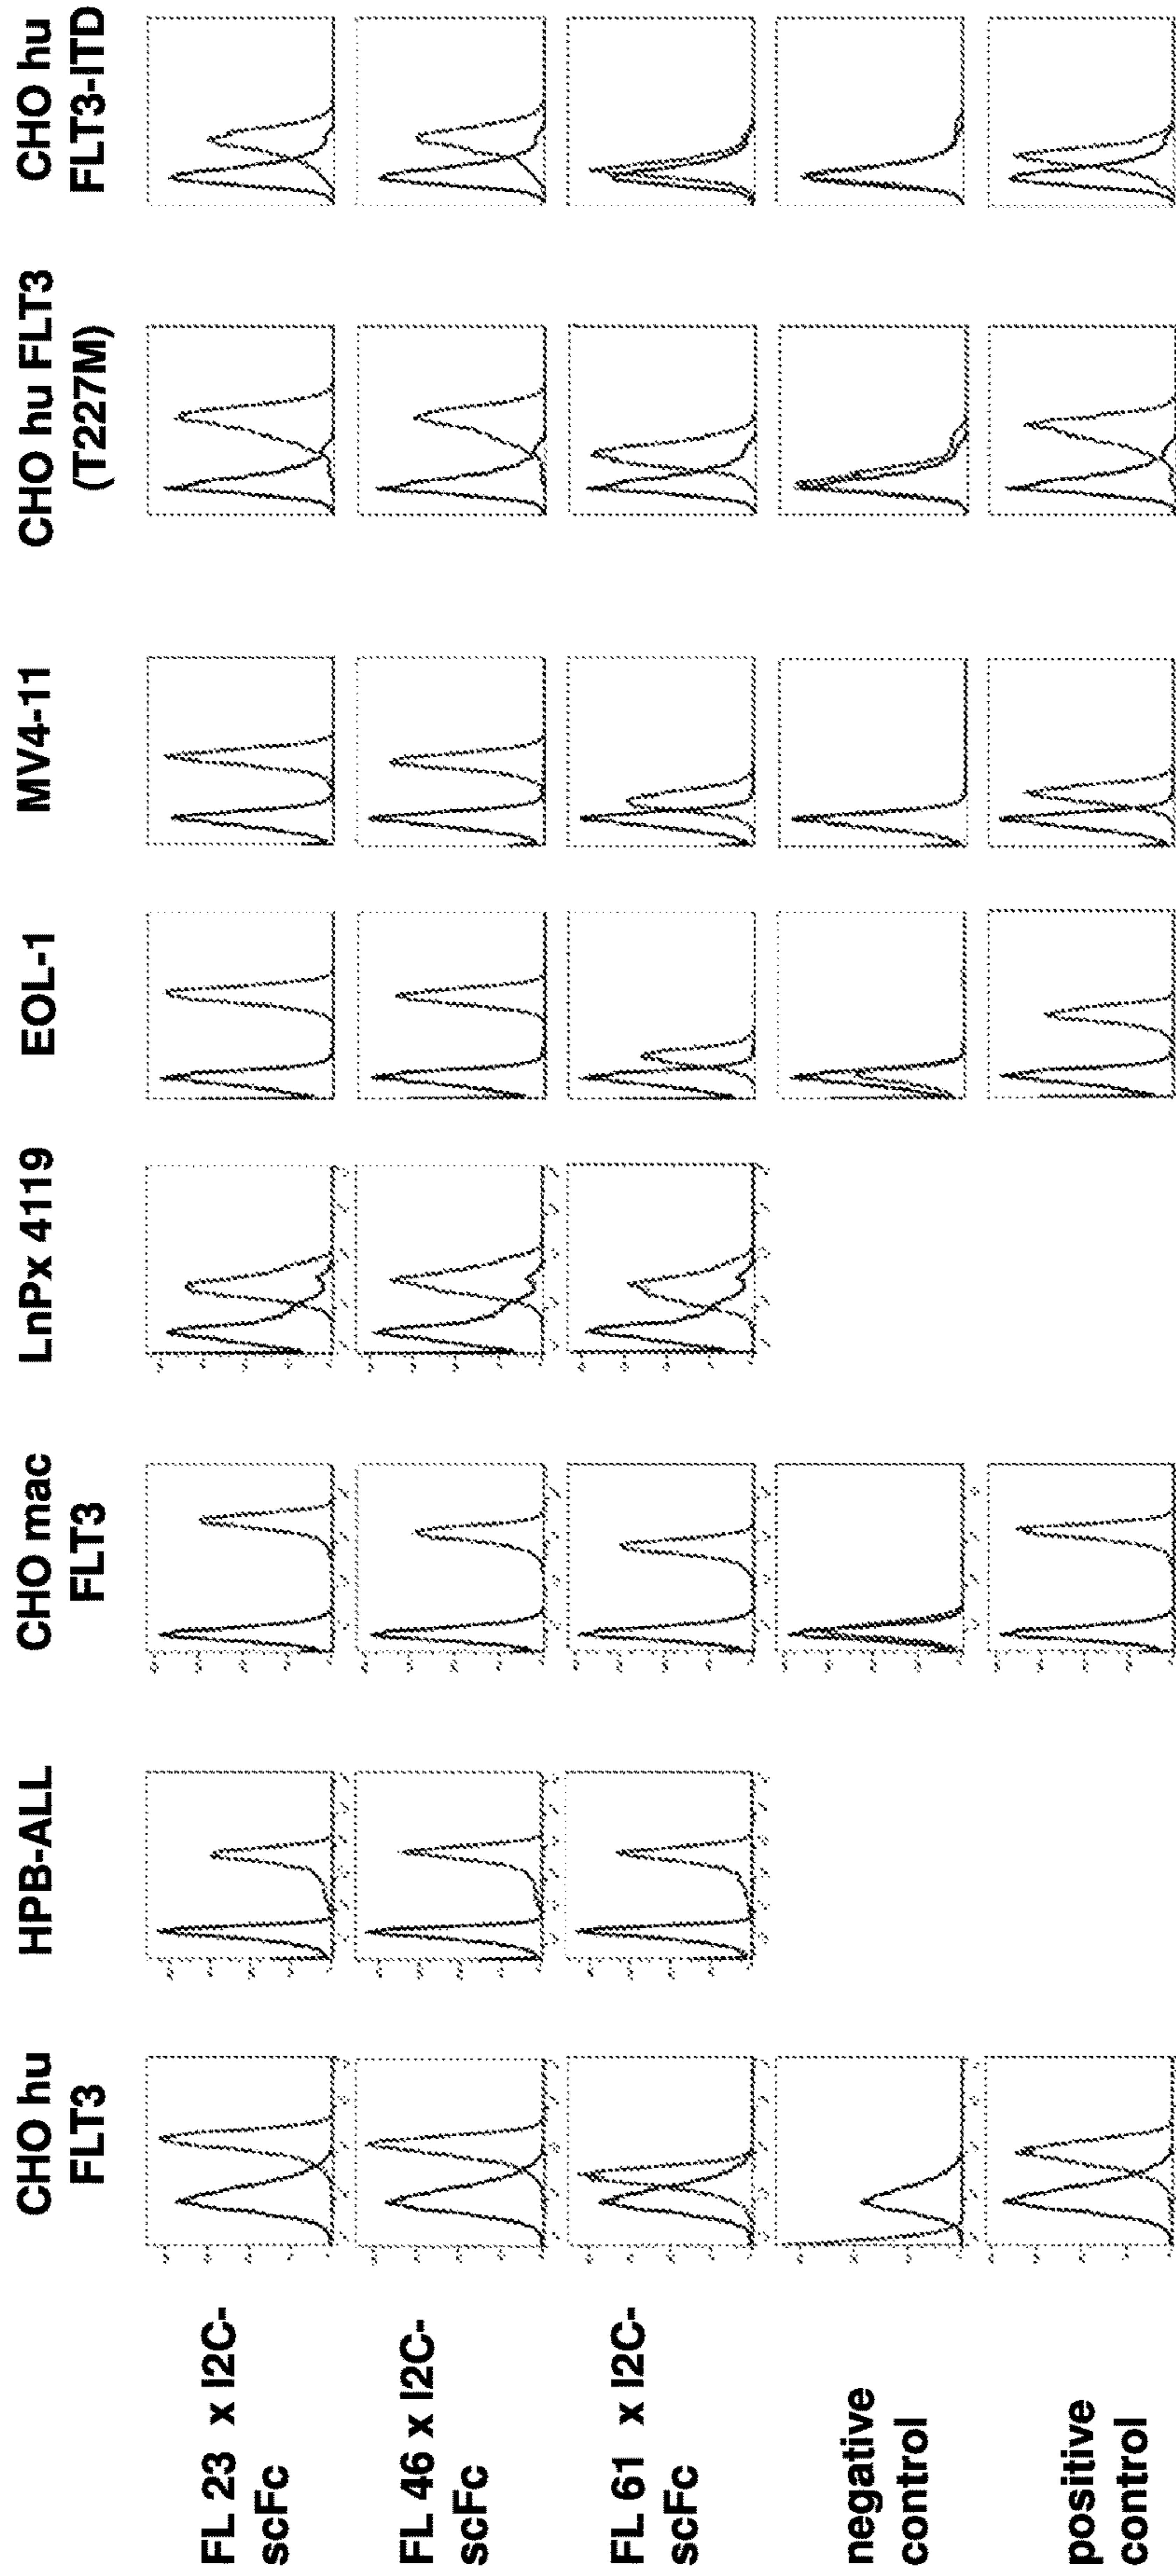 CHO hu
FLT3
HPB-ALL
CHO mac
FLT3
LnPx 4119
EOL-1
MV4-11
CHO hu FLT3
(T227M)
CHO hu
FLT3-ITD
FL 23 x I2C-
scFc
FL 46 x I2C-
scFc
FL 61 x I2C-
scFc
negative
control
positive
control